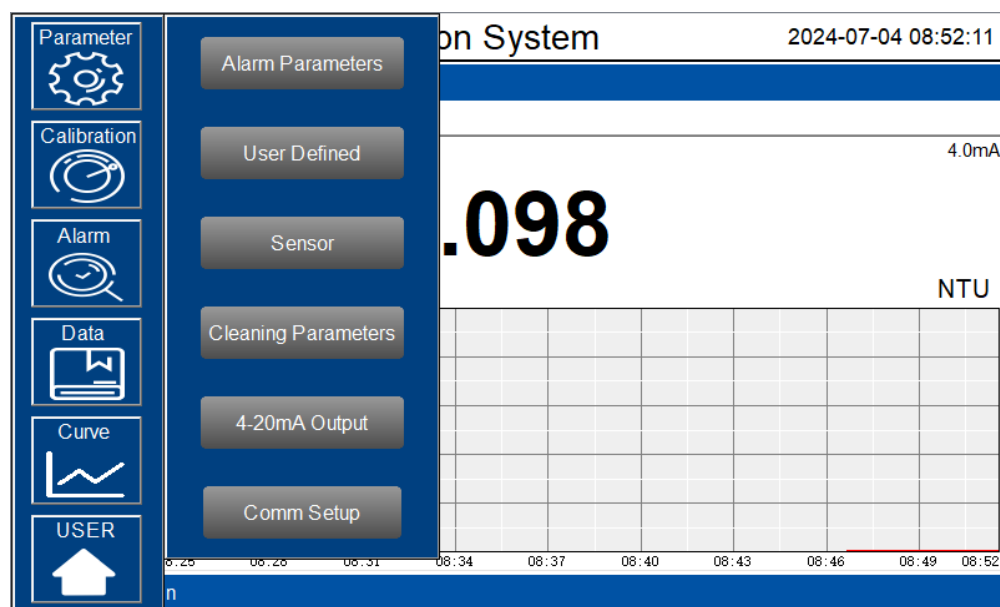 Parameter
Calibration
Alarm
Data
Curve
USER
Alarm Parameters
User Defined
Sensor
Cleaning Parameters
4-20mA Output
Comm Setup
on System
2024-07-04 08:52:11
4.0mA
.098
NTU
08:34 08:37 08:40 08:43 08:46 08:49 08:52
n